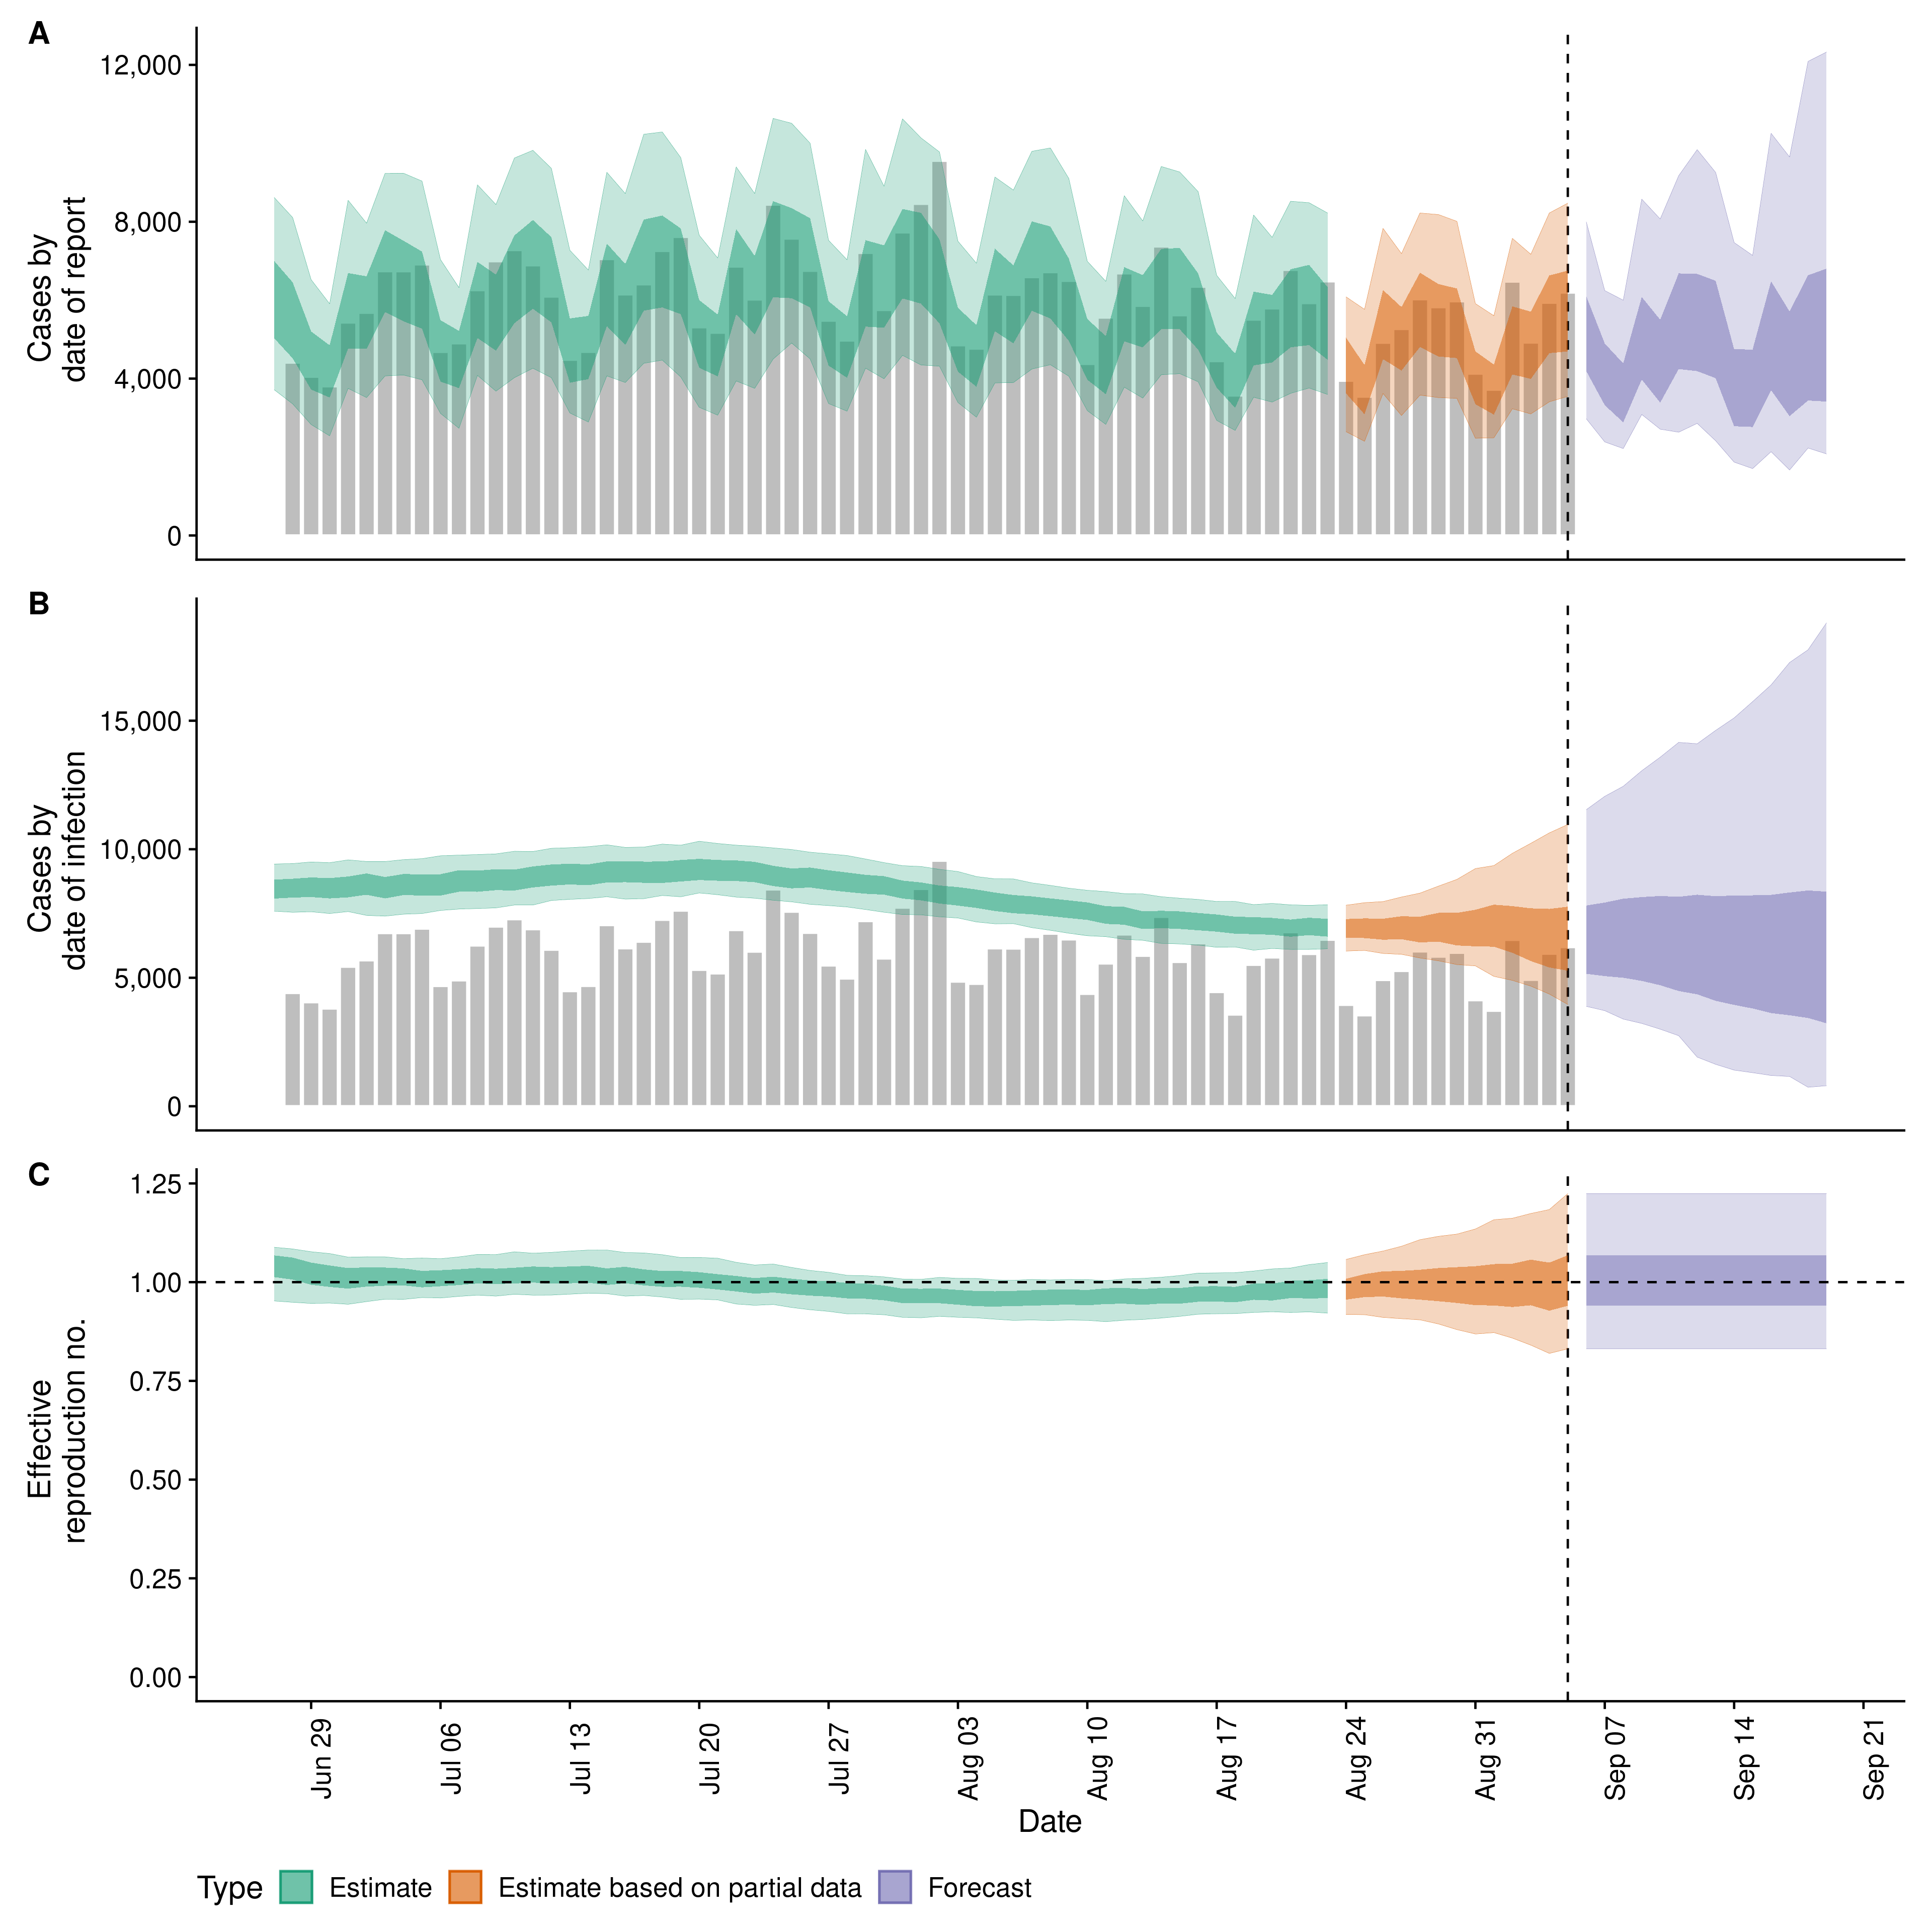 A
12,000
8,000
4,000
0
Cases by
date of report
B
15,000
10,000
5,000
0
Cases by
date of infection
C
1.25
1.00
0.75
0.50
0.25
0.00
Effective
reproduction no.
Jun 29
Jul 06
Jul 13
Jul 20
Jul 27
Aug 03
Aug 10
Aug 17
Aug 24
Aug 31
Sep 07
Sep 14
Sep 21
Date
Type Estimate Estimate based on partial data Forecast